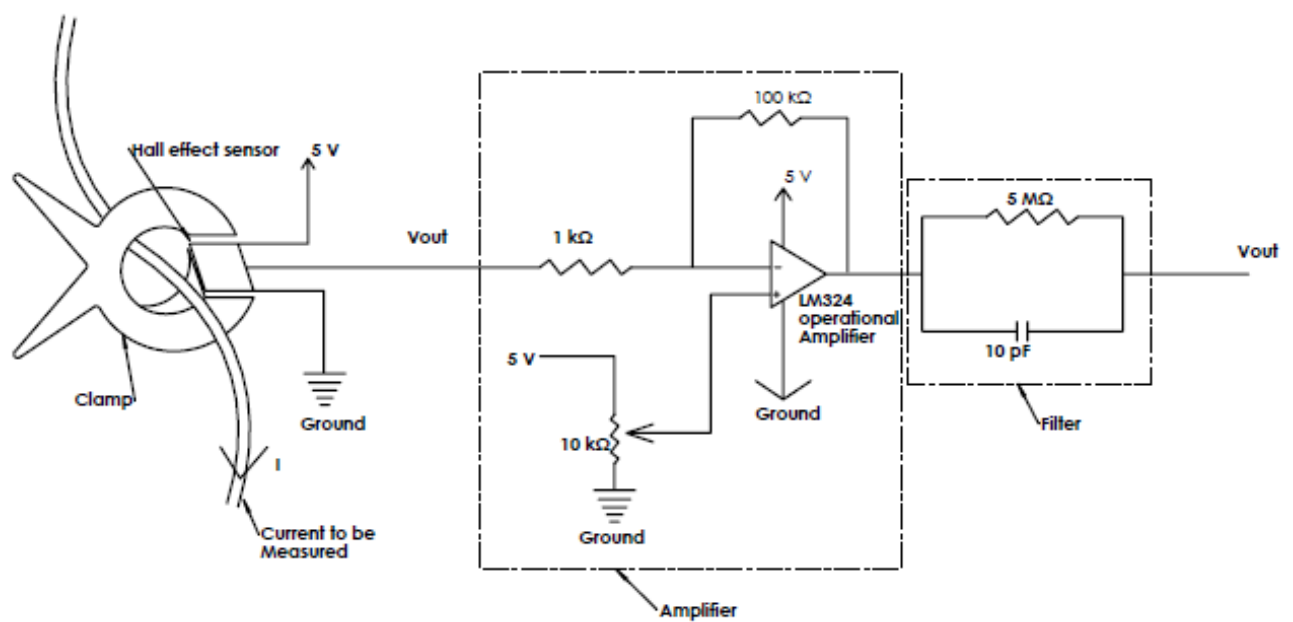 100 kΩ
Hall effect sensor
5 V
5 V
5 MΩ
Vout
1 kΩ
Vout
-
+
LM324
operational
Amplifier
10 pF
5 V
Clamp
Ground
Ground
Filter
10 kΩ
I
Ground
Current to be
Measured
Amplifier